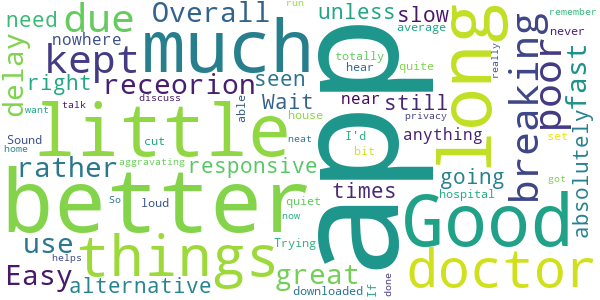 need due Overall unless slow remember
nowhere much run average never
delay kept totally hear quite long breaking poor fast
right receorion seen app
Wait near still really absolutely
little able house I'd anything privacy
want talk discuss neat bit set
Sound cut
home rather aggravating responsive times going hospital got
better So loud quiet Good
use helps now
things Trying great doctor
Easy alternative downloaded If done